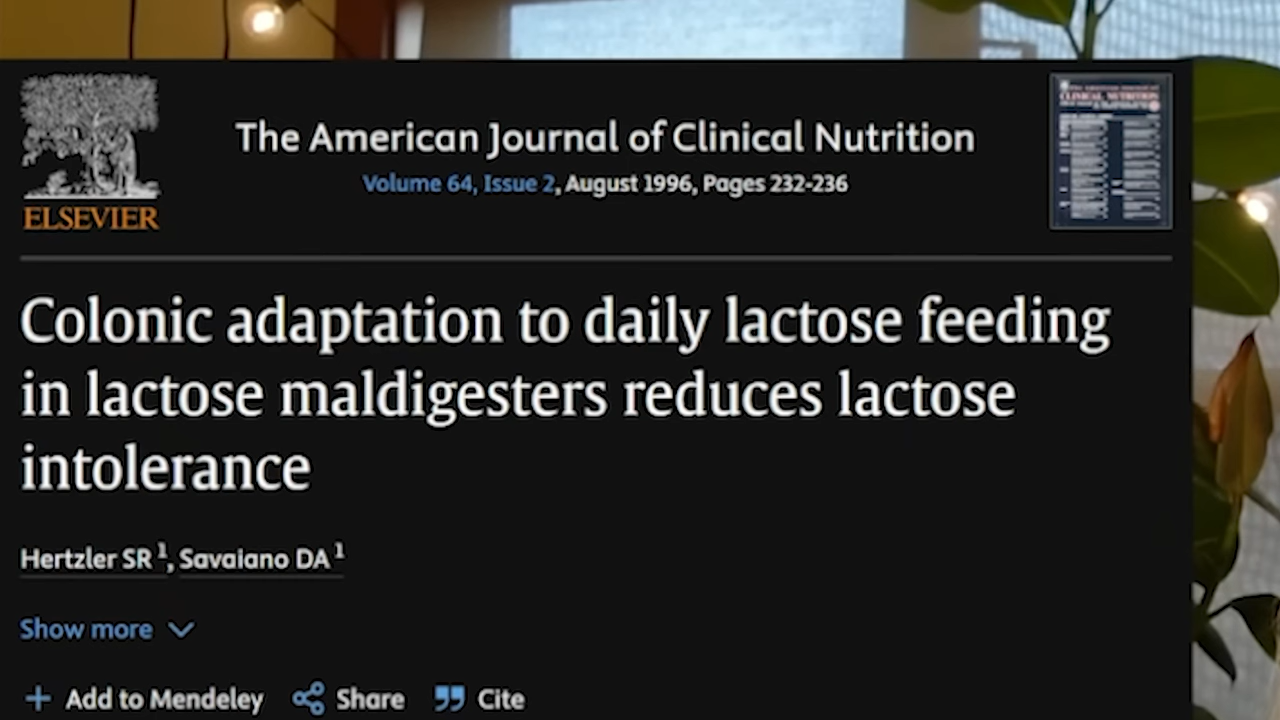 The American Journal of Clinical Nutrition
Volume 64, Issue 2, August 1996, Pages 232-236
CLINICAL NUTRITION
ELSEVIER
Colonic adaptation to daily lactose feeding
in lactose maldigesters reduces lactose
intolerance
Hertzler SR 1, Savaiano DA 1
Show more
Add to Mendeley
Share
Cite